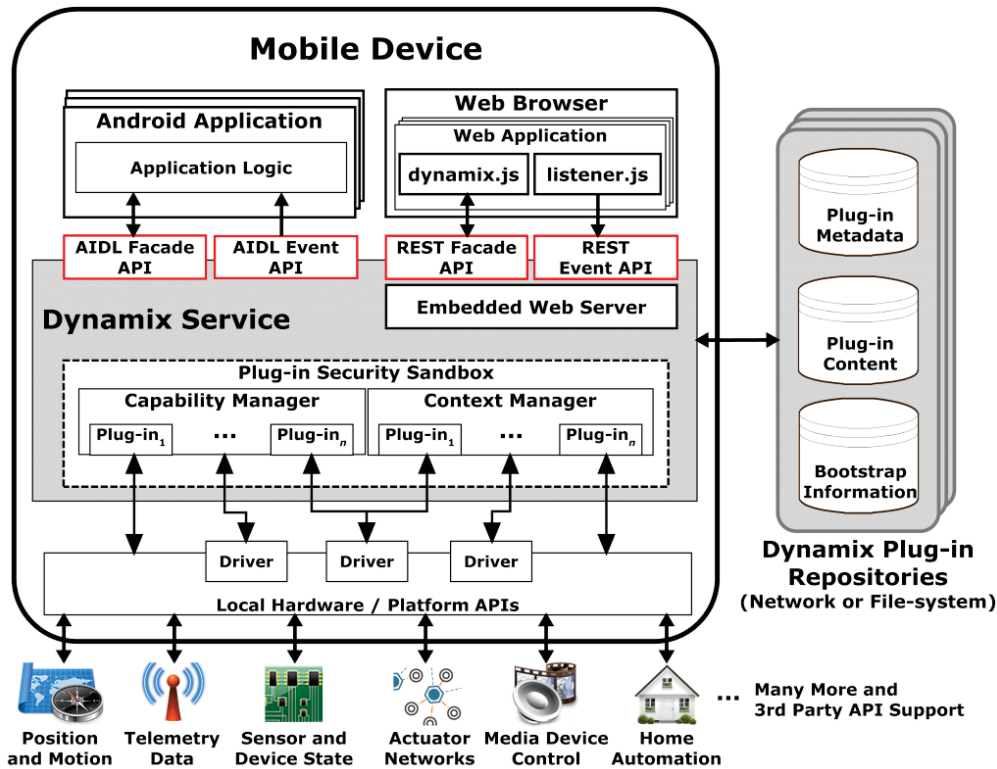 Mobile Device
Android Application
Application Logic
Web Browser
Web Application
dynamix.js
listener.js
AIDL Facade
API
AIDL Event
API
REST Facade
API
REST
Event API
Embedded Web Server
Dynamix Service
Plug-in Security Sandbox
Capability Manager
Plug-in1
...
Plug-inn
Context Manager
Plug-in1
...
Plug-inn
Driver
Driver
Driver
Local Hardware / Platform APIs
Position
and Motion
Telemetry
Data
Sensor and
Device State
Actuator
Networks
Media Device
Control
Home
Automation
... Many More and
3rd Party API Support
Plug-in
Metadata
Plug-in
Content
Bootstrap
Information
Dynamix Plug-in
Repositories
(Network or File-system)